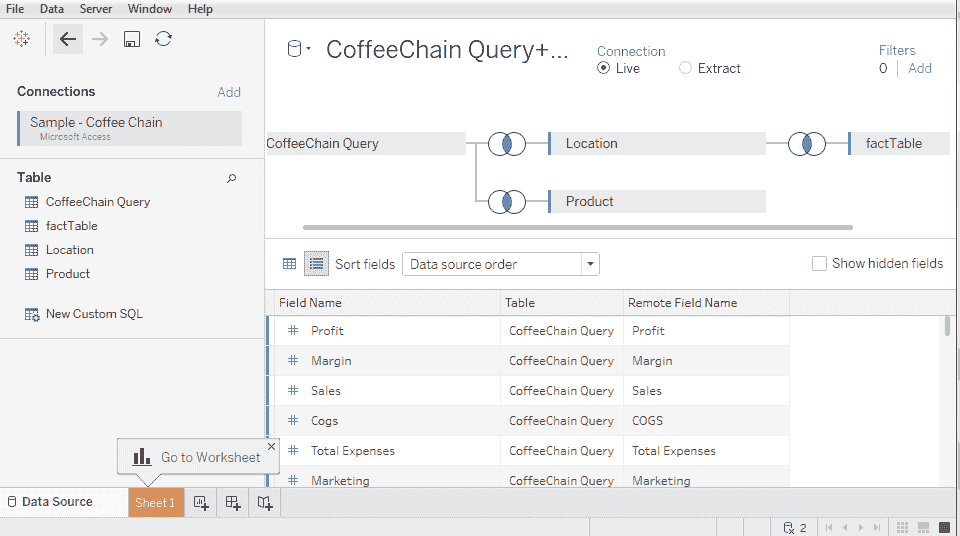 File Data Server Window Help
CoffeeChain Query+...
Connection
Live Extract
Filters
0 Add
Connections Add
Sample - Coffee Chain
Microsoft Access
Table
CoffeeChain Query
factTable
Location
Product
New Custom SQL
CoffeeChain Query Location factTable
Product
Sort fields Data source order Show hidden fields
Field Name Table Remote Field Name
Profit CoffeeChain Query Profit
Margin CoffeeChain Query Margin
Sales CoffeeChain Query Sales
Cogs CoffeeChain Query COGS
Total Expenses CoffeeChain Query Total Expenses
Marketing CoffeeChain Query Marketing
Go to Worksheet
Data Source Sheet1
2